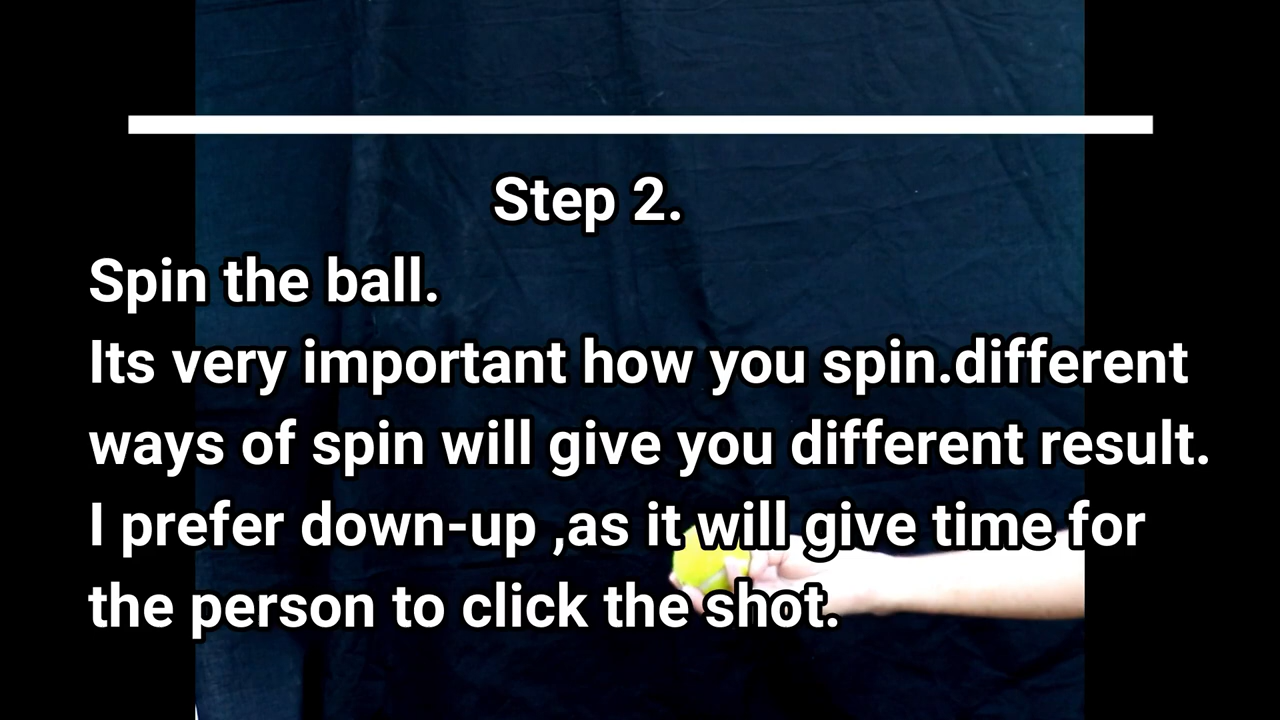 Step 2.
Spin the ball.
Its very important how you spin.different
ways of spin will give you different result.
I prefer down-up ,as it will give time for
the person to click the shot.